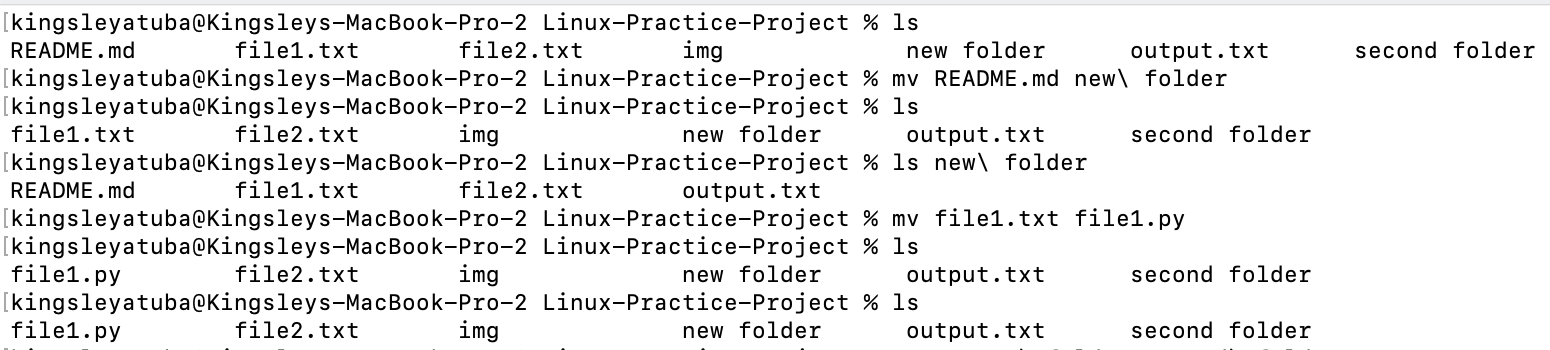 [kingsleyatuba@Kingsleys-MacBook-Pro-2 Linux-Practice-Project % ls
README.md file1.txt file2.txt img new folder output.txt second folder
[kingsleyatuba@Kingsleys-MacBook-Pro-2 Linux-Practice-Project % mv README.md new\ folder
[kingsleyatuba@Kingsleys-MacBook-Pro-2 Linux-Practice-Project % ls
file1.txt file2.txt img new folder output.txt second folder
[kingsleyatuba@Kingsleys-MacBook-Pro-2 Linux-Practice-Project % ls new\ folder
README.md file1.txt file2.txt output.txt
[kingsleyatuba@Kingsleys-MacBook-Pro-2 Linux-Practice-Project % mv file1.txt file1.py
[kingsleyatuba@Kingsleys-MacBook-Pro-2 Linux-Practice-Project % ls
file1.py file2.txt img new folder output.txt second folder
[kingsleyatuba@Kingsleys-MacBook-Pro-2 Linux-Practice-Project % ls
file1.py file2.txt img new folder output.txt second folder